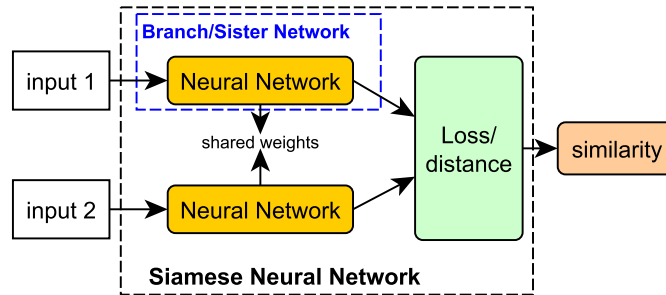 Branch/Sister Network
input 1
Neural Network
shared weights
Loss/
distance
similarity
input 2
Neural Network
Siamese Neural Network